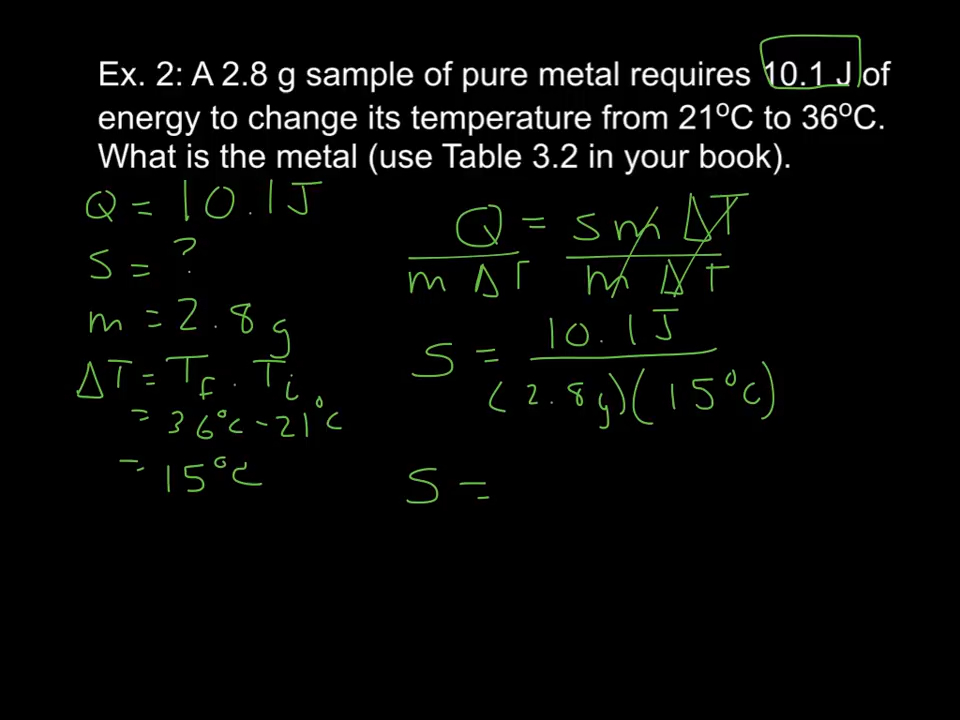 Ex. 2: A 2.8 g sample of pure metal requires 10.1 J of
energy to change its temperature from 21°C to 36°C.
What is the metal (use Table 3.2 in your book).
Q = 10.1 J
s = ?
m = 2.8 g
ΔT = Tf - Ti
= 36°C - 21°C
= 15°C
Q = s m ΔT
m ΔT m ΔT
s = 10.1 J
(2.8 g)(15°C)
s =